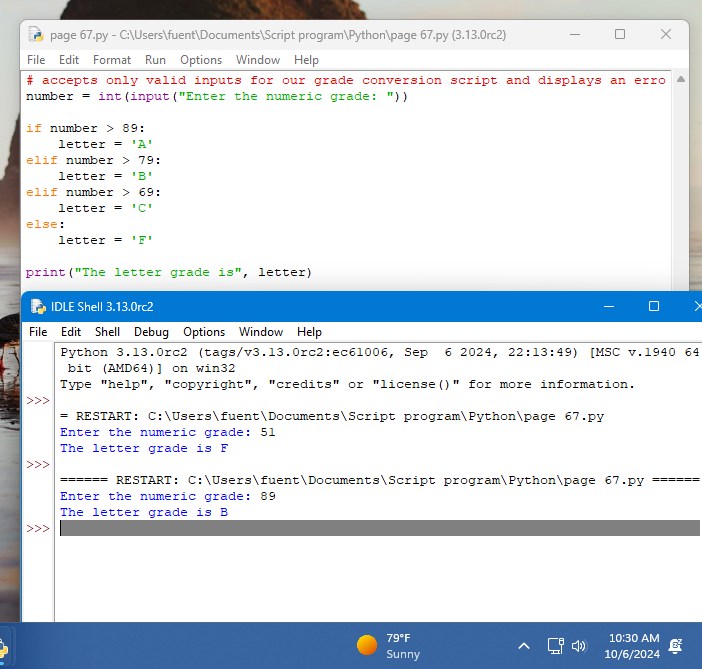 page 67.py - C:\Users\fuent\Documents\Script program\Python\page 67.py (3.13.0rc2)
File Edit Format Run Options Window Help
# accepts only valid inputs for our grade conversion script and displays an erro
number = int(input("Enter the numeric grade: "))
if number > 89:
    letter = 'A'
elif number > 79:
    letter = 'B'
elif number > 69:
    letter = 'C'
else:
    letter = 'F'
print("The letter grade is", letter)
IDLE Shell 3.13.0rc2
File Edit Shell Debug Options Window Help
Python 3.13.0rc2 (tags/v3.13.0rc2:ec61006, Sep  6 2024, 22:13:49) [MSC v.1940 64
 bit (AMD64)] on win32
Type "help", "copyright", "credits" or "license()" for more information.
>>>
= RESTART: C:\Users\fuent\Documents\Script program\Python\page 67.py
Enter the numeric grade: 51
The letter grade is F
>>>
====== RESTART: C:\Users\fuent\Documents\Script program\Python\page 67.py ======
Enter the numeric grade: 89
The letter grade is B
>>>
79°F
Sunny
10:30 AM
10/6/2024